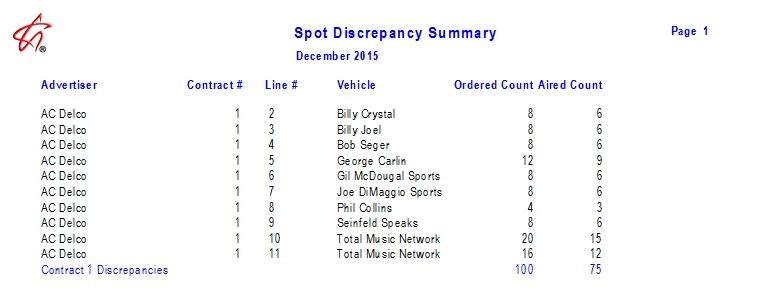 Spot Discrepancy Summary Page 1
December 2015
Advertiser Contract # Line # Vehicle Ordered Count Aired Count
AC Delco 1 2 Billy Crystal 8 6
AC Delco 1 3 Billy Joel 8 6
AC Delco 1 4 Bob Seger 8 6
AC Delco 1 5 George Carlin 12 9
AC Delco 1 6 Gil McDougal Sports 8 6
AC Delco 1 7 Joe DiMaggio Sports 8 6
AC Delco 1 8 Phil Collins 4 3
AC Delco 1 9 Seinfeld Speaks 8 6
AC Delco 1 10 Total Music Network 20 15
AC Delco 1 11 Total Music Network 16 12
Contract 1 Discrepancies 100 75